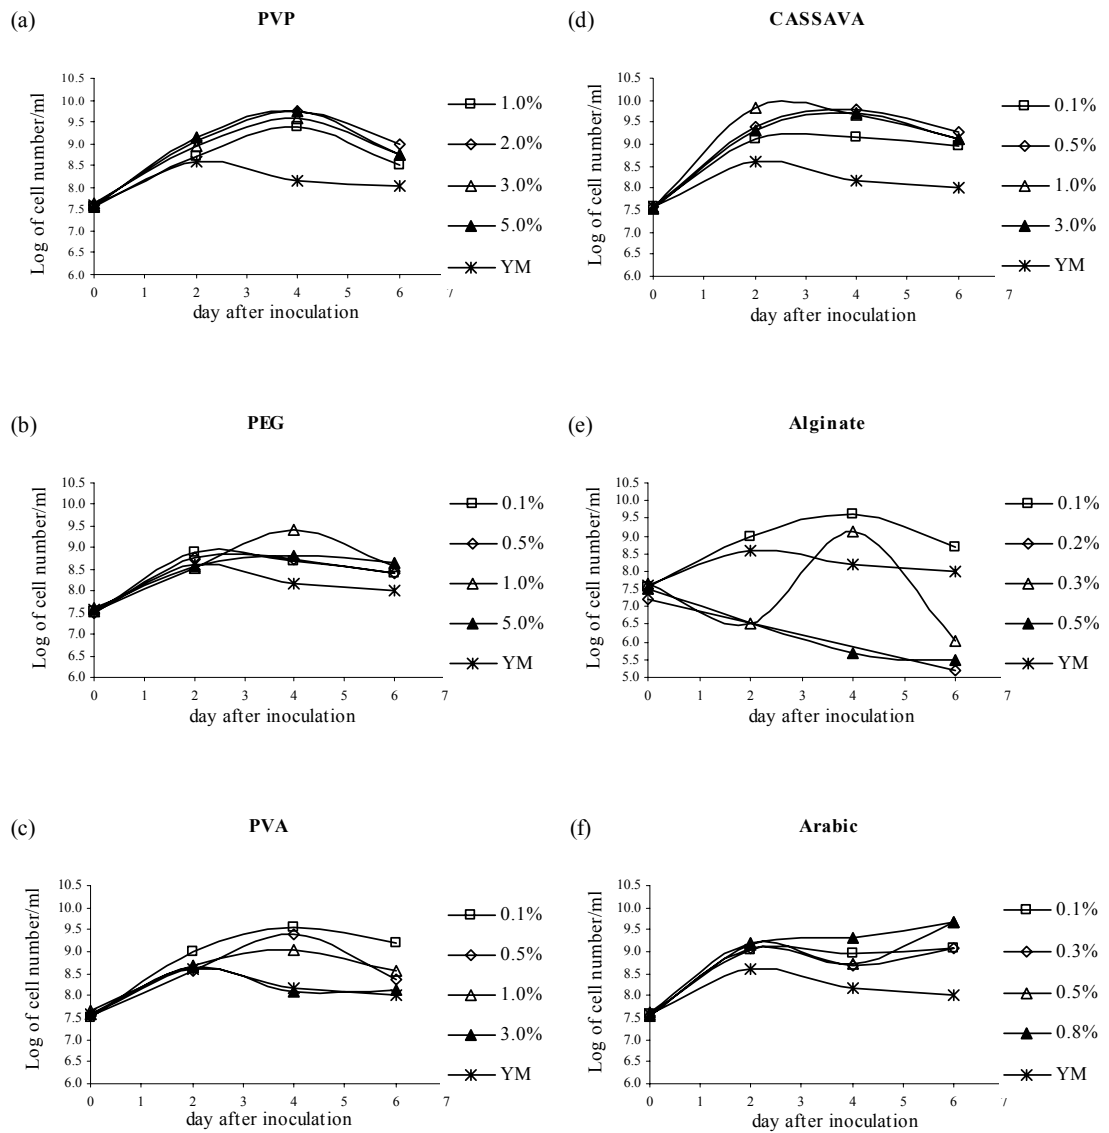 (a)
PVP
Log of cell number/ml
10.5
10.0
9.5
9.0
8.5
8.0
7.5
7.0
6.5
6.0
0 1 2 3 4 5 6 7
day after inoculation
1.0%
2.0%
3.0%
5.0%
YM
(d)
CASSAVA
Log of cell number/ml
10.5
10.0
9.5
9.0
8.5
8.0
7.5
7.0
6.5
6.0
0 1 2 3 4 5 6 7
day after inoculation
0.1%
0.5%
1.0%
3.0%
YM
(b)
PEG
Log of cell number/ml
10.5
10.0
9.5
9.0
8.5
8.0
7.5
7.0
6.5
6.0
0 1 2 3 4 5 6 7
day after inoculation
0.1%
0.5%
1.0%
5.0%
YM
(e)
Alginate
Log of cell number/ml
10.5
10.0
9.5
9.0
8.5
8.0
7.5
7.0
6.5
6.0
5.5
5.0
0 1 2 3 4 5 6 7
day after inoculation
0.1%
0.2%
0.3%
0.5%
YM
(c)
PVA
Log of cell number/ml
10.5
10.0
9.5
9.0
8.5
8.0
7.5
7.0
6.5
6.0
0 1 2 3 4 5 6 7
day after inoculation
0.1%
0.5%
1.0%
3.0%
YM
(f)
Arabic
Log of cell number/ml
10.5
10.0
9.5
9.0
8.5
8.0
7.5
7.0
6.5
6.0
0 1 2 3 4 5 6 7
day after inoculation
0.1%
0.3%
0.5%
0.8%
YM